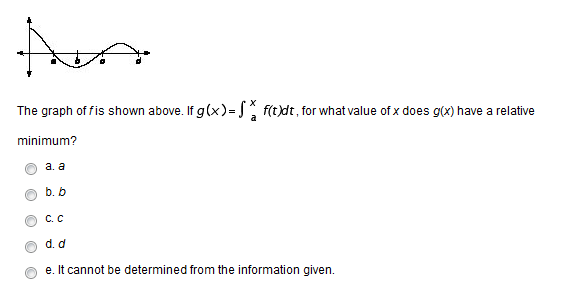 a b c d
The graph of f is shown above. If g(x)=∫ₐˣ f(t)dt, for what value of x does g(x) have a relative
minimum?
a. a
b. b
c. c
d. d
e. It cannot be determined from the information given.